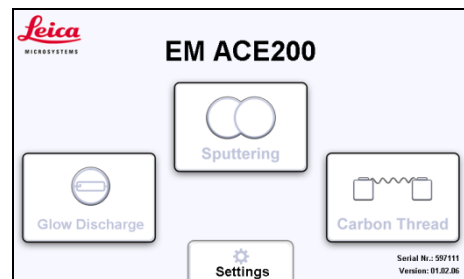 Leica
MICROSYSTEMS
EM ACE200
Sputtering
Glow Discharge
Carbon Thread
Settings
Serial Nr.: 597111
Version: 01.02.06